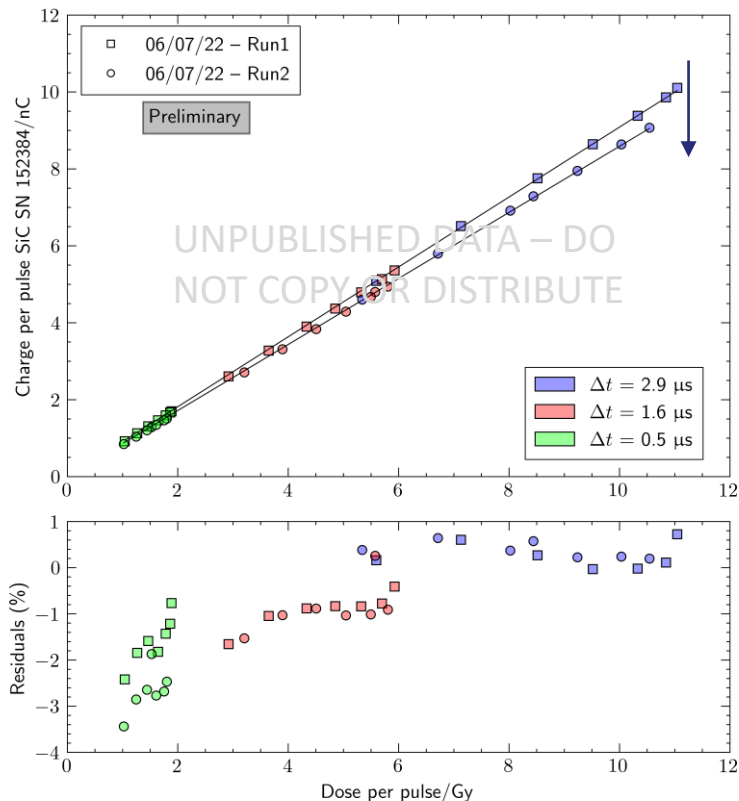 12
10
8
6
4
2
0
Charge per pulse SiC SN 152384/nC
06/07/22 – Run1
06/07/22 – Run2
Preliminary
UNPUBLISHED DATA – DO
NOT COPY OR DISTRIBUTE
Δt = 2.9 μs
Δt = 1.6 μs
Δt = 0.5 μs
0 2 4 6 8 10 12
1
0
−1
−2
−3
−4
Residuals (%)
0 2 4 6 8 10 12
Dose per pulse/Gy